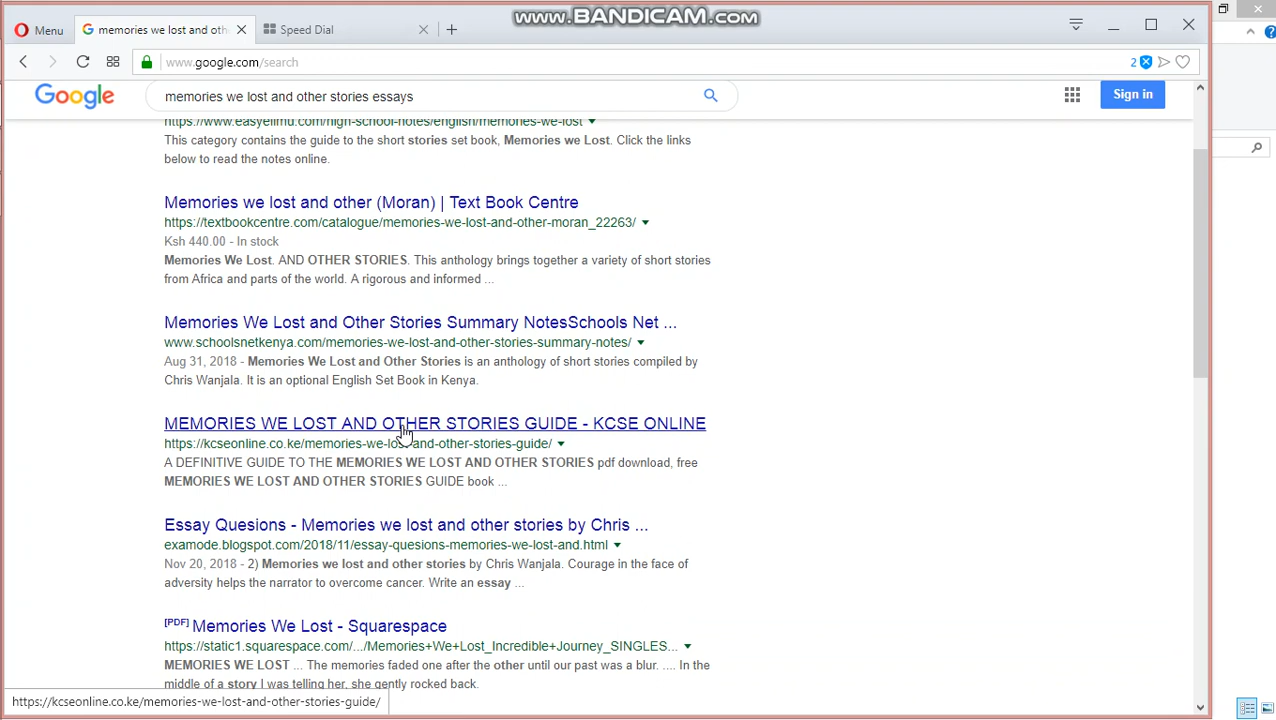 www.BANDICAM.com
Menu
memories we lost and oth
Speed Dial
www.google.com/search
2
Google
memories we lost and other stories essays
Sign in
https://www.easyelimu.com/high-school-notes/english/memories-we-lost
This category contains the guide to the short stories set book, Memories we Lost. Click the links
below to read the notes online.
Memories we lost and other (Moran) | Text Book Centre
https://textbookcentre.com/catalogue/memories-we-lost-and-other-moran_22263/
Ksh 440.00 - In stock
Memories We Lost. AND OTHER STORIES. This anthology brings together a variety of short stories
from Africa and parts of the world. A rigorous and informed ...
Memories We Lost and Other Stories Summary NotesSchools Net ...
www.schoolsnetkenya.com/memories-we-lost-and-other-stories-summary-notes/
Aug 31, 2018 - Memories We Lost and Other Stories is an anthology of short stories compiled by
Chris Wanjala. It is an optional English Set Book in Kenya.
MEMORIES WE LOST AND OTHER STORIES GUIDE - KCSE ONLINE
https://kcseonline.co.ke/memories-we-lost-and-other-stories-guide/
A DEFINITIVE GUIDE TO THE MEMORIES WE LOST AND OTHER STORIES pdf download, free
MEMORIES WE LOST AND OTHER STORIES GUIDE book ...
Essay Quesions - Memories we lost and other stories by Chris ...
examode.blogspot.com/2018/11/essay-quesions-memories-we-lost-and.html
Nov 20, 2018 - 2) Memories we lost and other stories by Chris Wanjala. Courage in the face of
adversity helps the narrator to overcome cancer. Write an essay ...
[PDF] Memories We Lost - Squarespace
https://static1.squarespace.com/.../Memories+We+Lost_Incredible+Journey_SINGLES...
MEMORIES WE LOST ... The memories faded one after the other until our past was a blur. .... In the
middle of a story I was telling her, she gently rocked back.
https://kcseonline.co.ke/memories-we-lost-and-other-stories-guide/